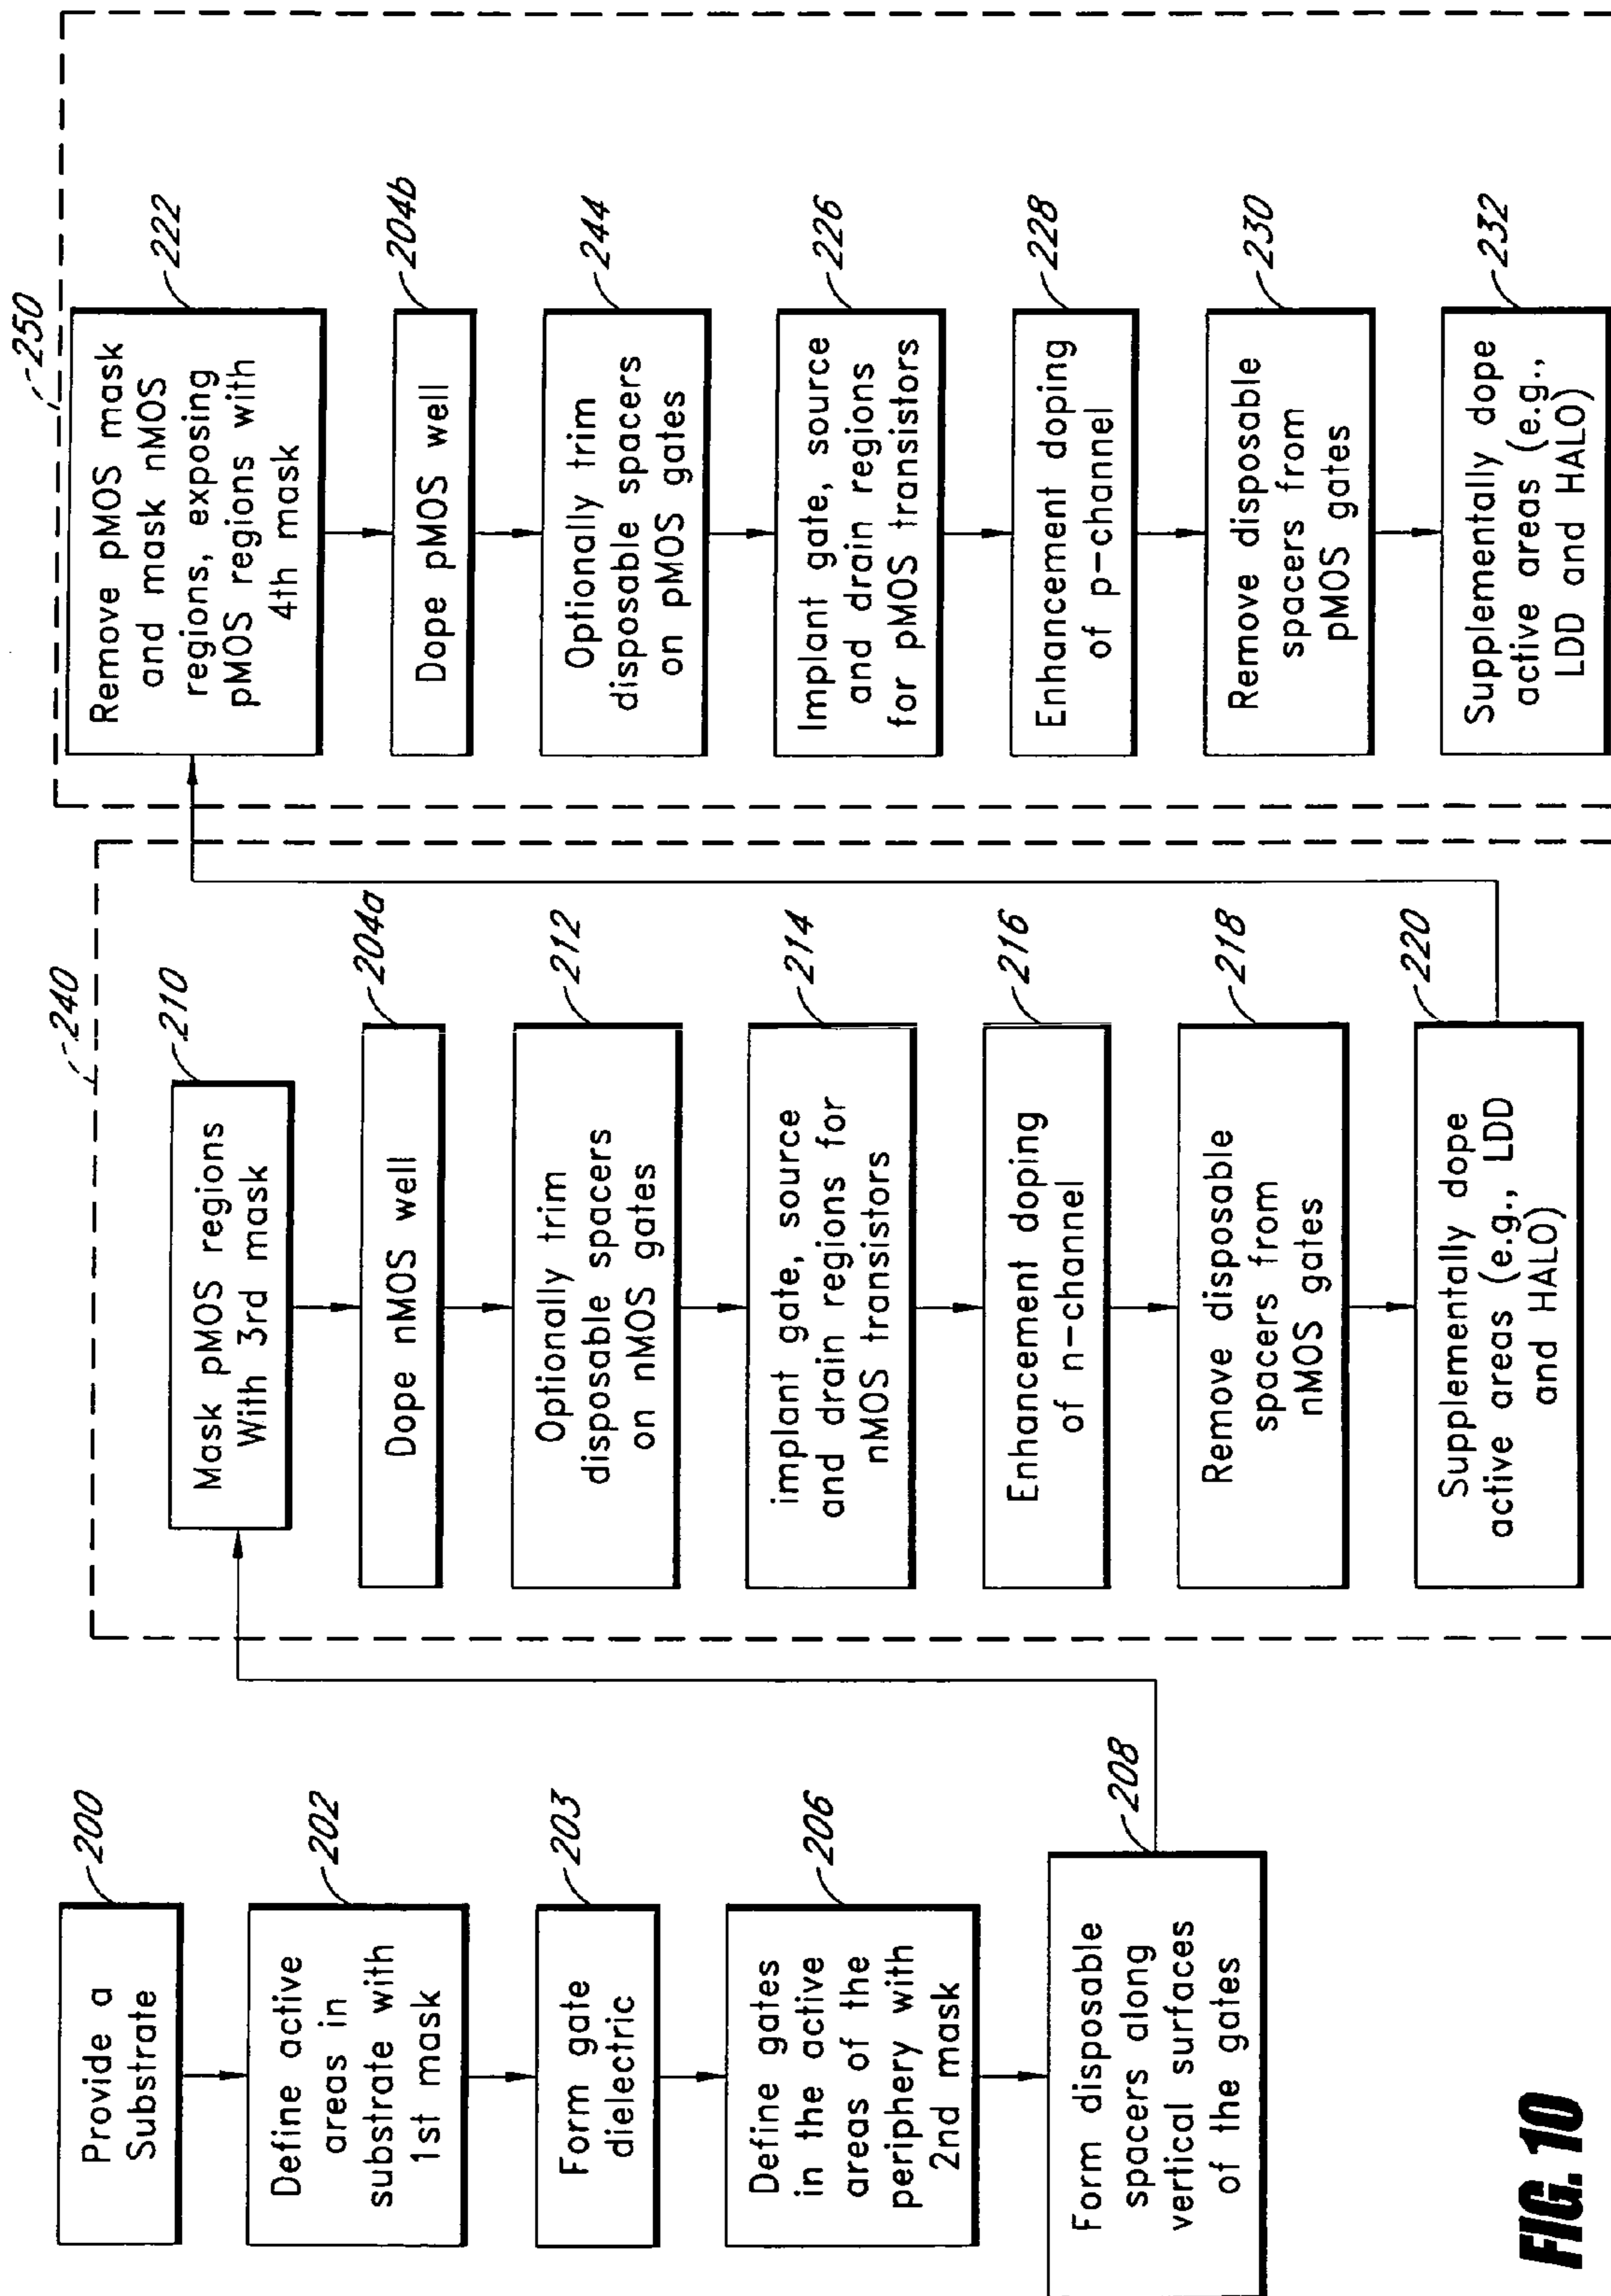 Provide a
Substrate
200
Define active
areas in
substrate with
1st mask
202
Form gate
dielectric
203
Define gates
in the active
areas of the
periphery with
2nd mask
206
Form disposable
spacers along
vertical surfaces
of the gates
208
240
Mask pMOS regions
With 3rd mask
210
Dope nMOS well
204a
Optionally trim
disposable spacers
on nMOS gates
212
implant gate, source
and drain regions for
nMOS transistors
214
Enhancement doping
of n-channel
216
Remove disposable
spacers from
nMOS gates
218
Supplementally dope
active areas (e.g., LDD
and HALO)
220
250
Remove pMOS mask
and mask nMOS
regions, exposing
pMOS regions with
4th mask
222
Dope pMOS well
204b
Optionally trim
disposable spacers
on pMOS gates
244
Implant gate, source
and drain regions
for pMOS transistors
226
Enhancement doping
of p-channel
228
Remove disposable
spacers from
pMOS gates
230
Supplementally dope
active areas (e.g.,
LDD and HALO)
232
FIG. 10